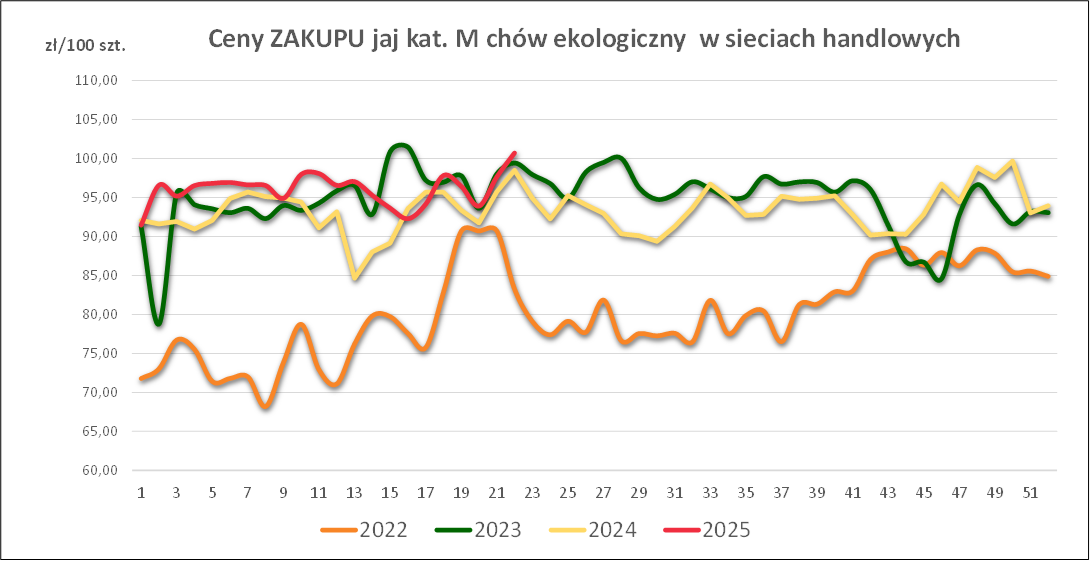 Ceny ZAKUPU jaj kat. M chów ekologiczny w sieciach handlowych
zł/100 szt.
110,00
105,00
100,00
95,00
90,00
85,00
80,00
75,00
70,00
65,00
60,00
1 3 5 7 9 11 13 15 17 19 21 23 25 27 29 31 33 35 37 39 41 43 45 47 49 51
2022 2023 2024 2025